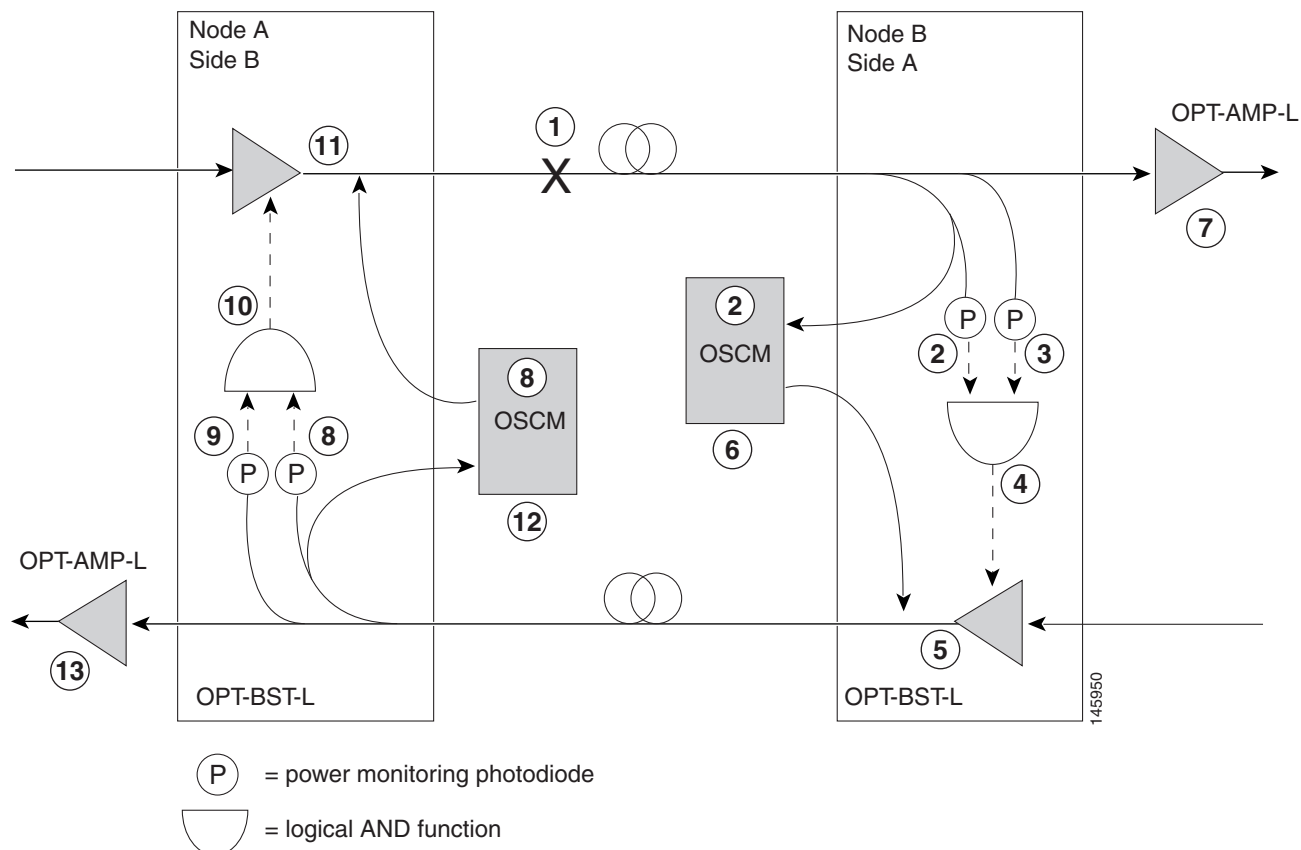 Node A
Side B
Node B
Side A
OPT-AMP-L
1
11
X
7
2
OSCM
P
P
2
3
10
8
OSCM
9
8
P
P
6
4
12
OPT-AMP-L
13
5
OPT-BST-L
OPT-BST-L
145950
P = power monitoring photodiode
= logical AND function